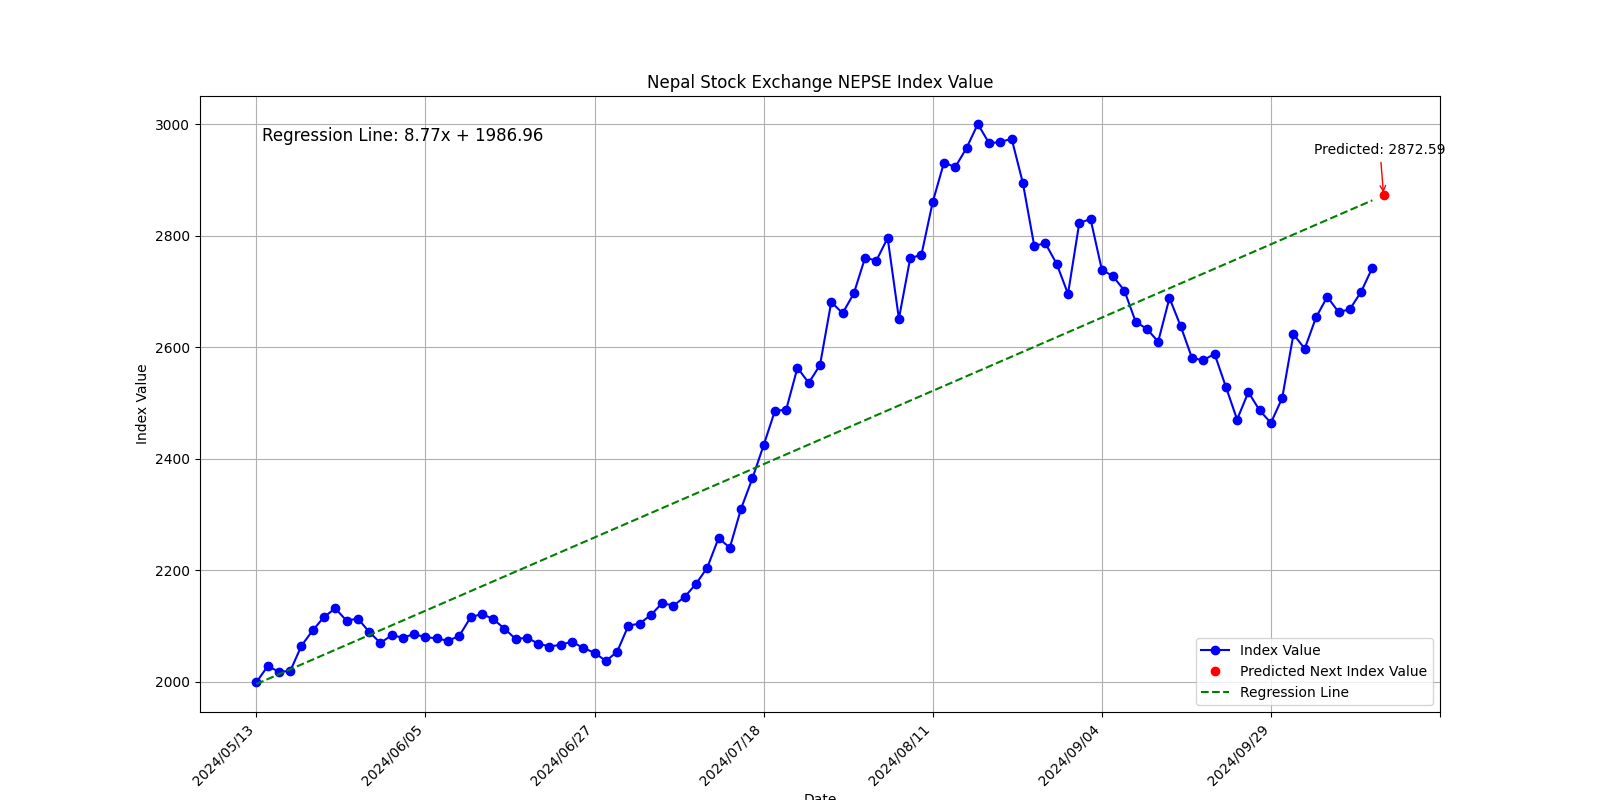 Nepal Stock Exchange NEPSE Index Value
Regression Line: 8.77x + 1986.96
Predicted: 2872.59
3000
2800
2600
2400
2200
2000
Index Value
Index Value
Predicted Next Index Value
Regression Line
2024/05/13
2024/06/05
2024/06/27
2024/07/18
2024/08/11
2024/09/04
2024/09/29
Date